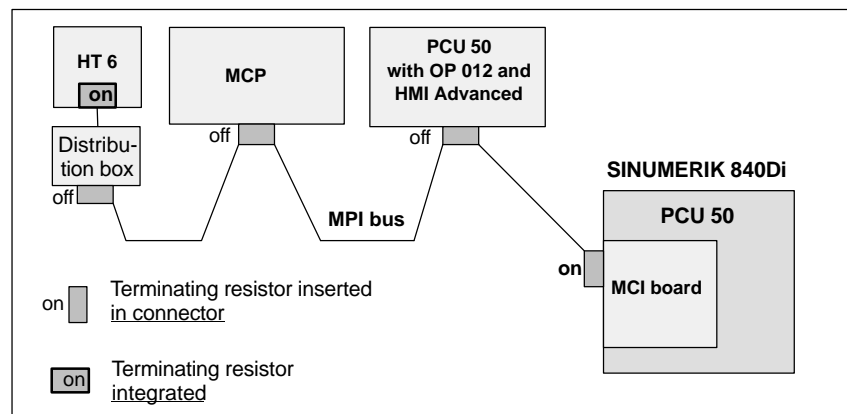 HT 6
on
MCP
PCU 50
with OP 012 and
HMI Advanced
off
off
Distribu-
tion box
off
MPI bus
SINUMERIK 840Di
PCU 50
on
MCI board
on
Terminating resistor inserted
in connector
on
Terminating resistor
integrated